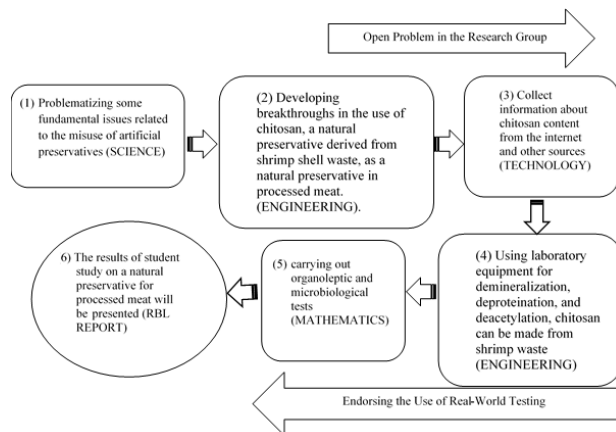 Open Problem in the Research Group
(1) Problematizing some
fundamental issues related
to the misuse of artificial
preservatives (SCIENCE)
(2) Developing
breakthroughs in the use of
chitosan, a natural
preservative derived from
shrimp shell waste, as a
natural preservative in
processed meat.
(ENGINEERING).
(3) Collect
information about
chitosan content
from the internet
and other sources
(TECHNOLOGY)
(4) Using laboratory
equipment for
demineralization,
deproteination, and
deacetylation, chitosan
can be made from
shrimp waste
(ENGINEERING)
(5) carrying out
organoleptic and
microbiological
tests
(MATHEMATICS)
6) The results of student
study on a natural
preservative for
processed meat will
be presented (RBL
REPORT)
Endorsing the Use of Real-World Testing